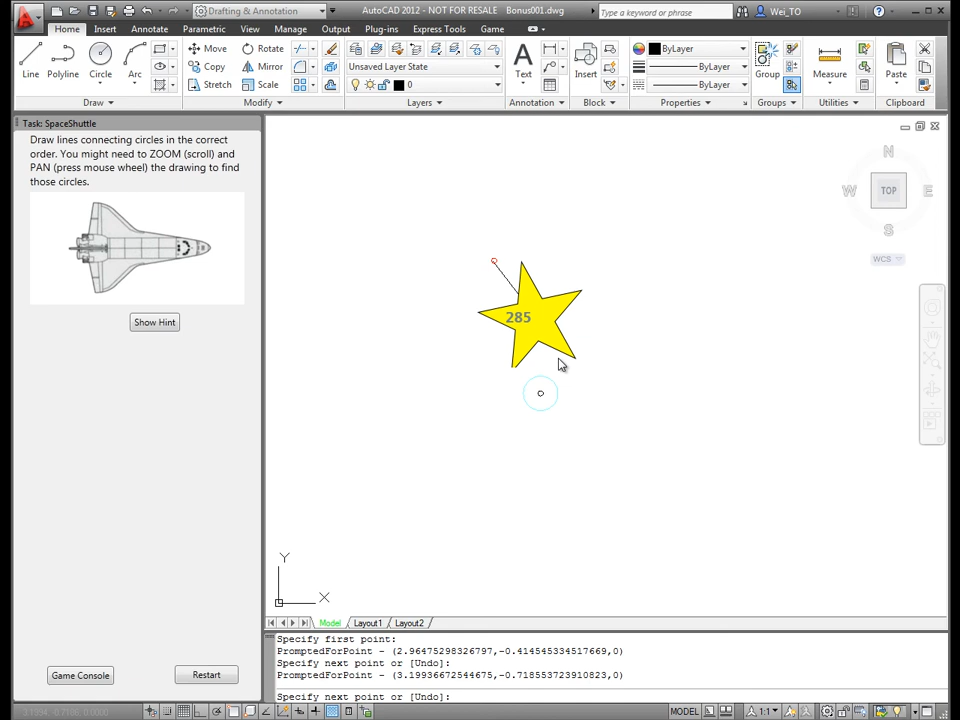 Drafting & Annotation
AutoCAD 2012 - NOT FOR RESALE Bonus001.dwg
Type a keyword or phrase
Wei_TO
Home Insert Annotate Parametric View Manage Output Plug-ins Express Tools Game
Move Rotate
Copy Mirror
Stretch Scale
Line Polyline Circle Arc
Unsaved Layer State
0
Text
Insert
ByLayer
ByLayer
ByLayer
Group
Measure
Paste
Draw Modify Layers Annotation Block Properties Groups Utilities Clipboard
Task: SpaceShuttle
Draw lines connecting circles in the correct
order. You might need to ZOOM (scroll) and
PAN (press mouse wheel) the drawing to find
those circles.
Show Hint
285
N
W TOP E
S
WCS
Y
X
Model Layout1 Layout2
Specify first point:
PromptedForPoint - (2.96475298326797,-0.414545334517669,0)
Specify next point or [Undo]:
PromptedForPoint - (3.19936672544675,-0.718553723910823,0)
Specify next point or [Undo]:
Game Console Restart
MODEL 1:1